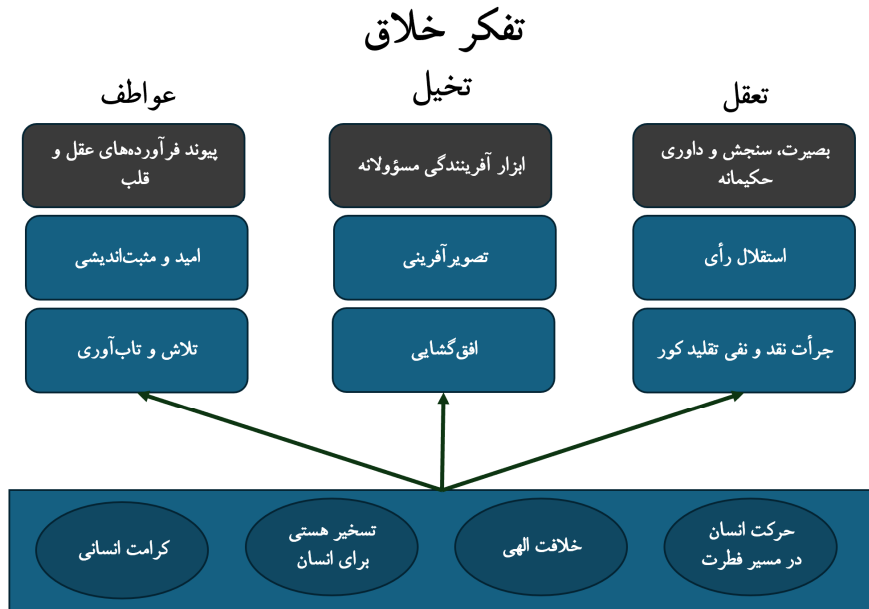 تفکر خلاق
تعقل
تخیل
عواطف
بصیرت، سنجش و داوری
حکیمانه
ابزار آفرینندگی مسؤولانه
پیوند فرآورده‌های عقل و
قلب
استقلال رأی
تصویرآفرینی
امید و مثبت‌اندیشی
جرأت نقد و نفی تقلید کور
افق‌گشایی
تلاش و تاب‌آوری
حرکت انسان
در مسیر فطرت
خلافت الهی
تسخیر هستی
برای انسان
کرامت انسانی